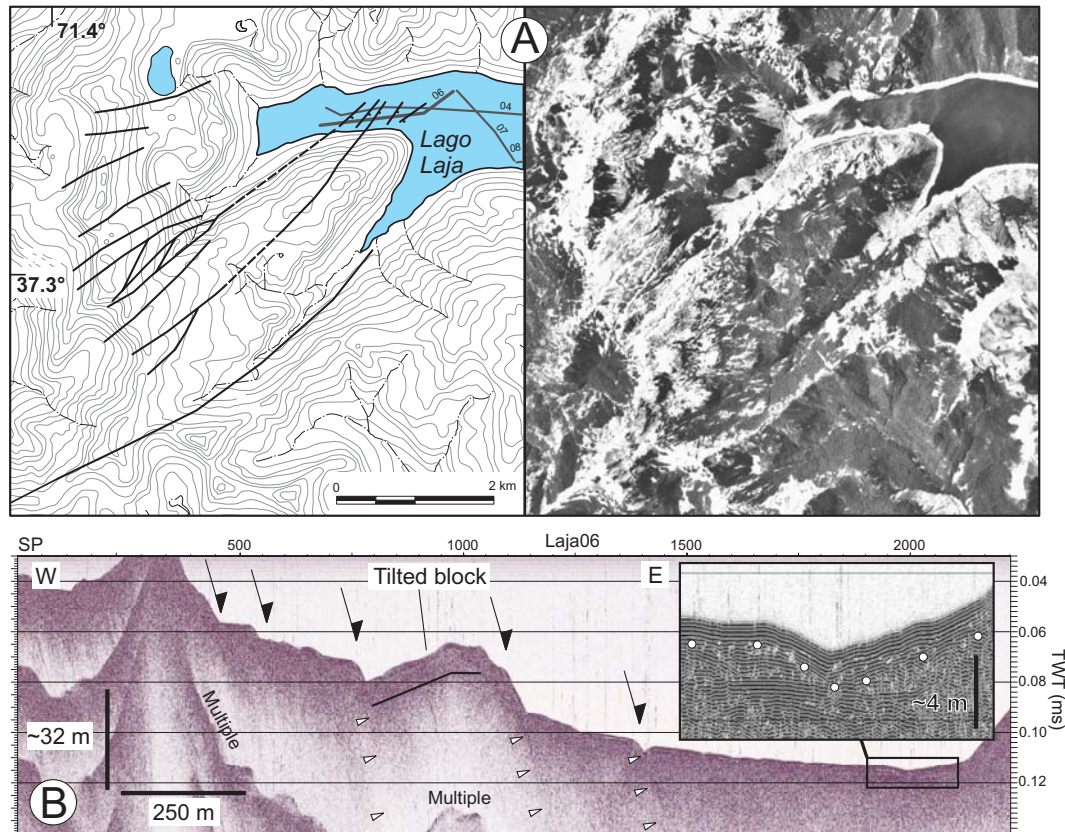 71.4°
A
06
04
07
08
Lago
Laja
37.3°
0
2 km
SP
500
1000
Laja06
1500
2000
W
Tilted block
E
0.04
0.06
0.08
0.10
0.12
TWT (ms)
~4 m
Multiple
~32 m
250 m
Multiple
B